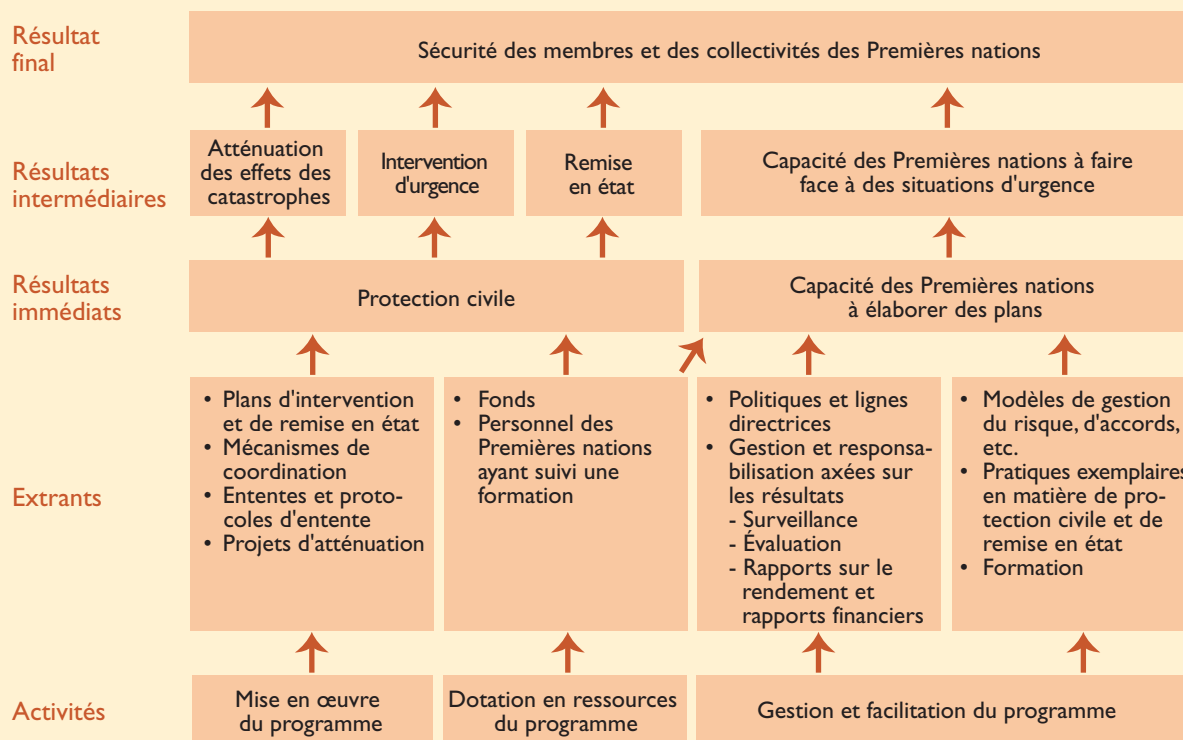 Résultat
final
Sécurité des membres et des collectivités des Premières nations
Résultats
intermédiaires
Atténuation
des effets des
catastrophes
Intervention
d'urgence
Remise
en état
Capacité des Premières nations à faire
face à des situations d'urgence
Résultats
immédiats
Protection civile
Capacité des Premières nations
à élaborer des plans
Extrants
• Plans d'intervention
et de remise en état
• Mécanismes de
coordination
• Ententes et proto-
coles d'entente
• Projets d'atténuation
• Fonds
• Personnel des
Premières nations
ayant suivi une
formation
• Politiques et lignes
directrices
• Gestion et responsa-
bilisation axées sur
les résultats
- Surveillance
- Évaluation
- Rapports sur le
rendement et
rapports financiers
• Modèles de gestion
du risque, d'accords,
etc.
• Pratiques exemplaires
en matière de pro-
tection civile et de
remise en état
• Formation
Activités
Mise en œuvre
du programme
Dotation en ressources
du programme
Gestion et facilitation du programme